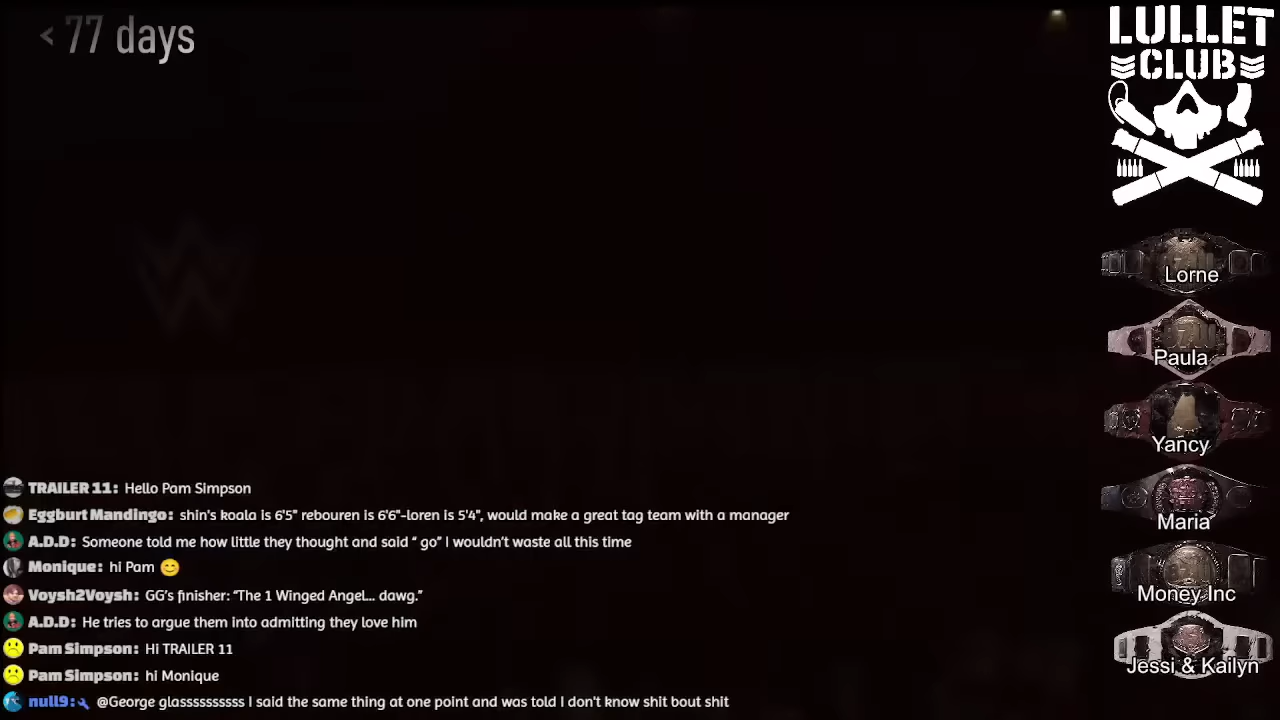 < 77 days
LULLET
CLUB
Lorne
Paula
Yancy
Maria
Money Inc
Jessi & Kailyn
TRAILER 11: Hello Pam Simpson
Eggburt Mandingo: shin's koala is 6'5" rebouren is 6'6"-loren is 5'4", would make a great tag team with a manager
A.D.D: Someone told me how little they thought and said “ go” I wouldn’t waste all this time
Monique: hi Pam 😊
Voysh2Voysh: GG’s finisher: “The 1 Winged Angel... dawg.”
A.D.D: He tries to argue them into admitting they love him
Pam Simpson: Hi TRAILER 11
Pam Simpson: hi Monique
null9: @George glassssssssss I said the same thing at one point and was told I don't know shit bout shit